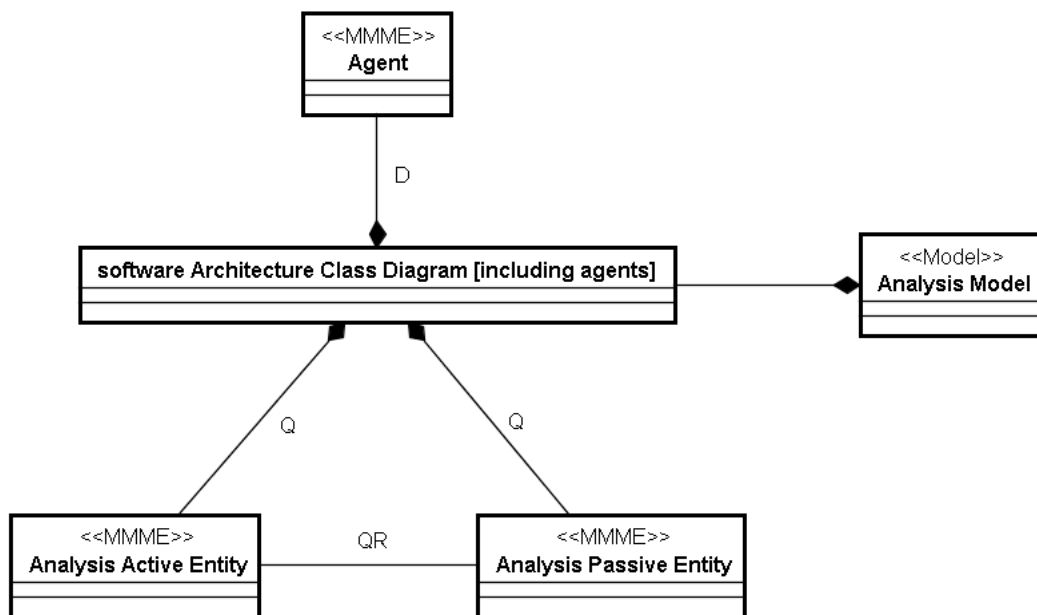 <<MMME>>
Agent
D
software Architecture Class Diagram [including agents]
<<Model>>
Analysis Model
Q
Q
<<MMME>>
Analysis Active Entity
QR
<<MMME>>
Analysis Passive Entity